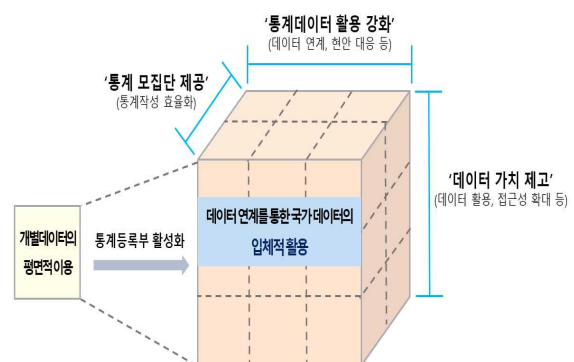 ‘통계데이터 활용 강화’
(데이터 연계, 현안 대응 등)
‘통계 모집단 제공’
(통계작성 효율화)
‘데이터 가치 제고’
(데이터 활용, 접근성 확대 등)
개별데이터의
평면적 이용
통계등록부 활성화
데이터 연계를 통한 국가 데이터의
입체적 활용